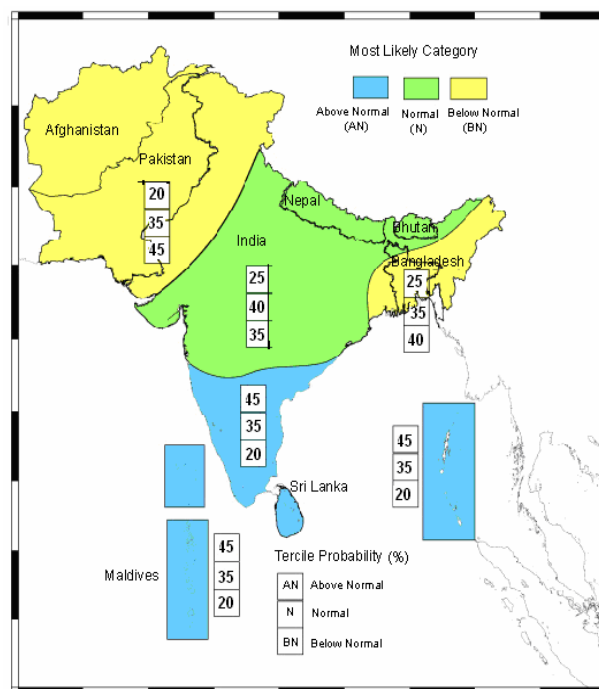 Most Likely Category
Above Normal
(AN)
Normal
(N)
Below Normal
(BN)
Afghanistan
Pakistan
20
35
45
Nepal
Bhutan
India
Bangladesh
25
40
35
25
35
40
45
35
20
45
35
20
Sri Lanka
Maldives
45
35
20
Tercile Probability (%)
AN Above Normal
N Normal
BN Below Normal